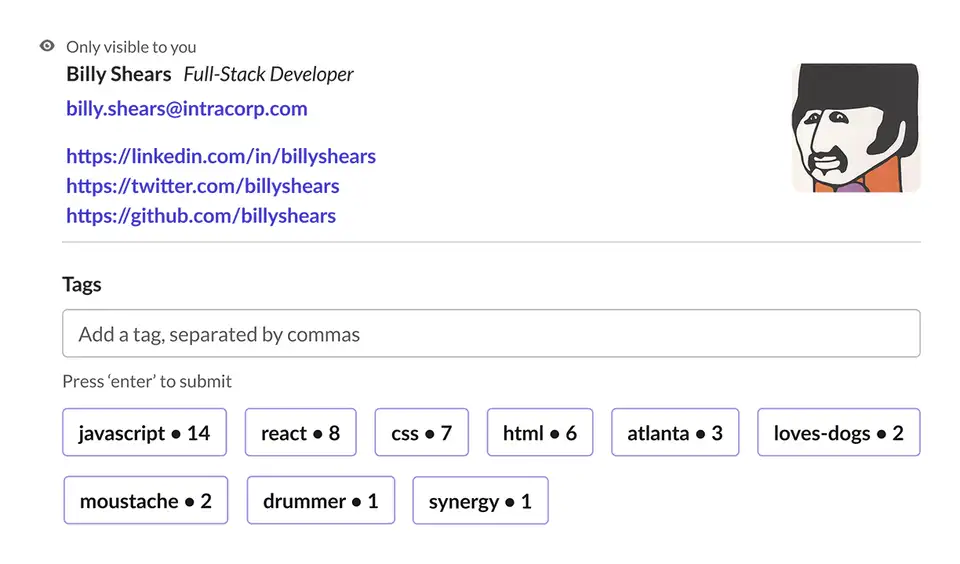 Only visible to you
Billy Shears Full-Stack Developer
billy.shears@intracorp.com
https://linkedin.com/in/billyshears
https://twitter.com/billyshears
https://github.com/billyshears
Tags
Add a tag, separated by commas
Press ‘enter’ to submit
javascript • 14 react • 8 css • 7 html • 6 atlanta • 3 loves-dogs • 2
moustache • 2 drummer • 1 synergy • 1